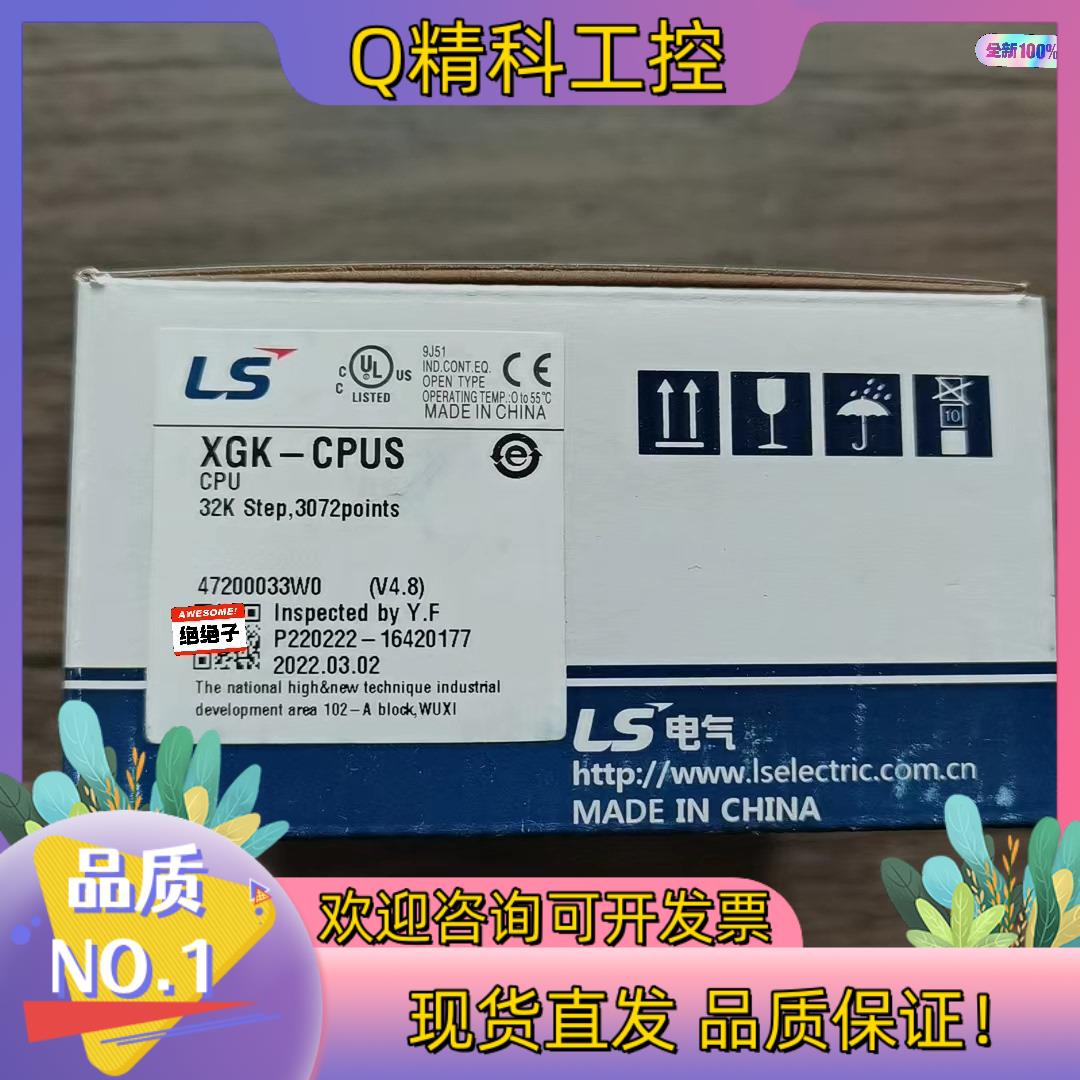 Q精科工控
全新100%
LS
C UL US
C LISTED
9J51
IND.CONT.EQ.
OPEN TYPE
OPERATING TEMP.:0 to 55℃
MADE IN CHINA
CE
XGK-CPUS
CPU
32K Step,3072points
e
10
47200033W0 (V4.8)
AWESOME!
绝绝子
Inspected by Y.F
P220222-16420177
2022.03.02
The national high&new technique industrial
development area 102-A block,WUXI
LS电气
http://www.lselectric.com.cn
MADE IN CHINA
品质
NO.1
欢迎咨询可开发票
现货直发 品质保证!